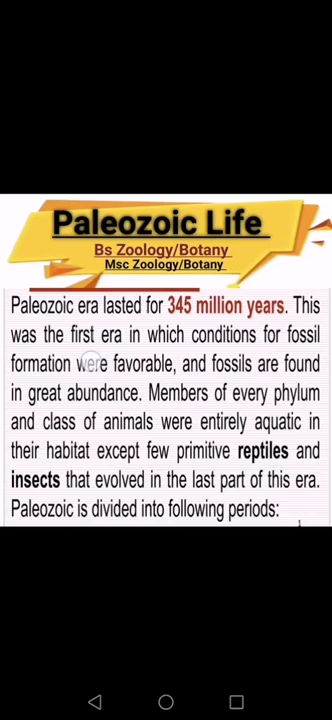 Paleozoic Life
Bs Zoology/Botany
Msc Zoology/Botany
Paleozoic era lasted for 345 million years. This
was the first era in which conditions for fossil
formation were favorable, and fossils are found
in great abundance. Members of every phylum
and class of animals were entirely aquatic in
their habitat except few primitive reptiles and
insects that evolved in the last part of this era.
Paleozoic is divided into following periods:
1